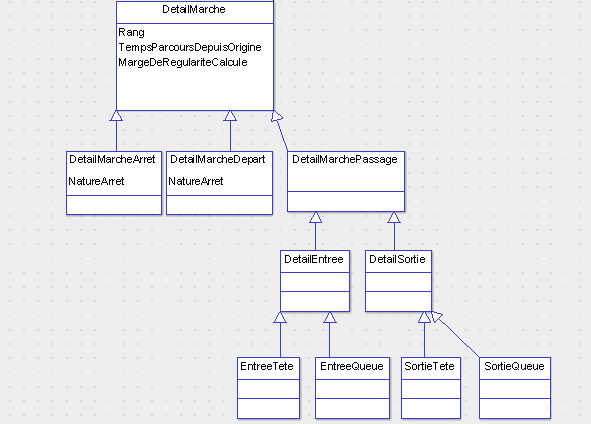 DetailMarche
Rang
TempsParcoursDepuisOrigine
MargeDeRegulariteCalcule
DetailMarcheArret
NatureArret
DetailMarcheDepart
NatureArret
DetailMarchePassage
DetailEntree
DetailSortie
EntreeTete
EntreeQueue
SortieTete
SortieQueue